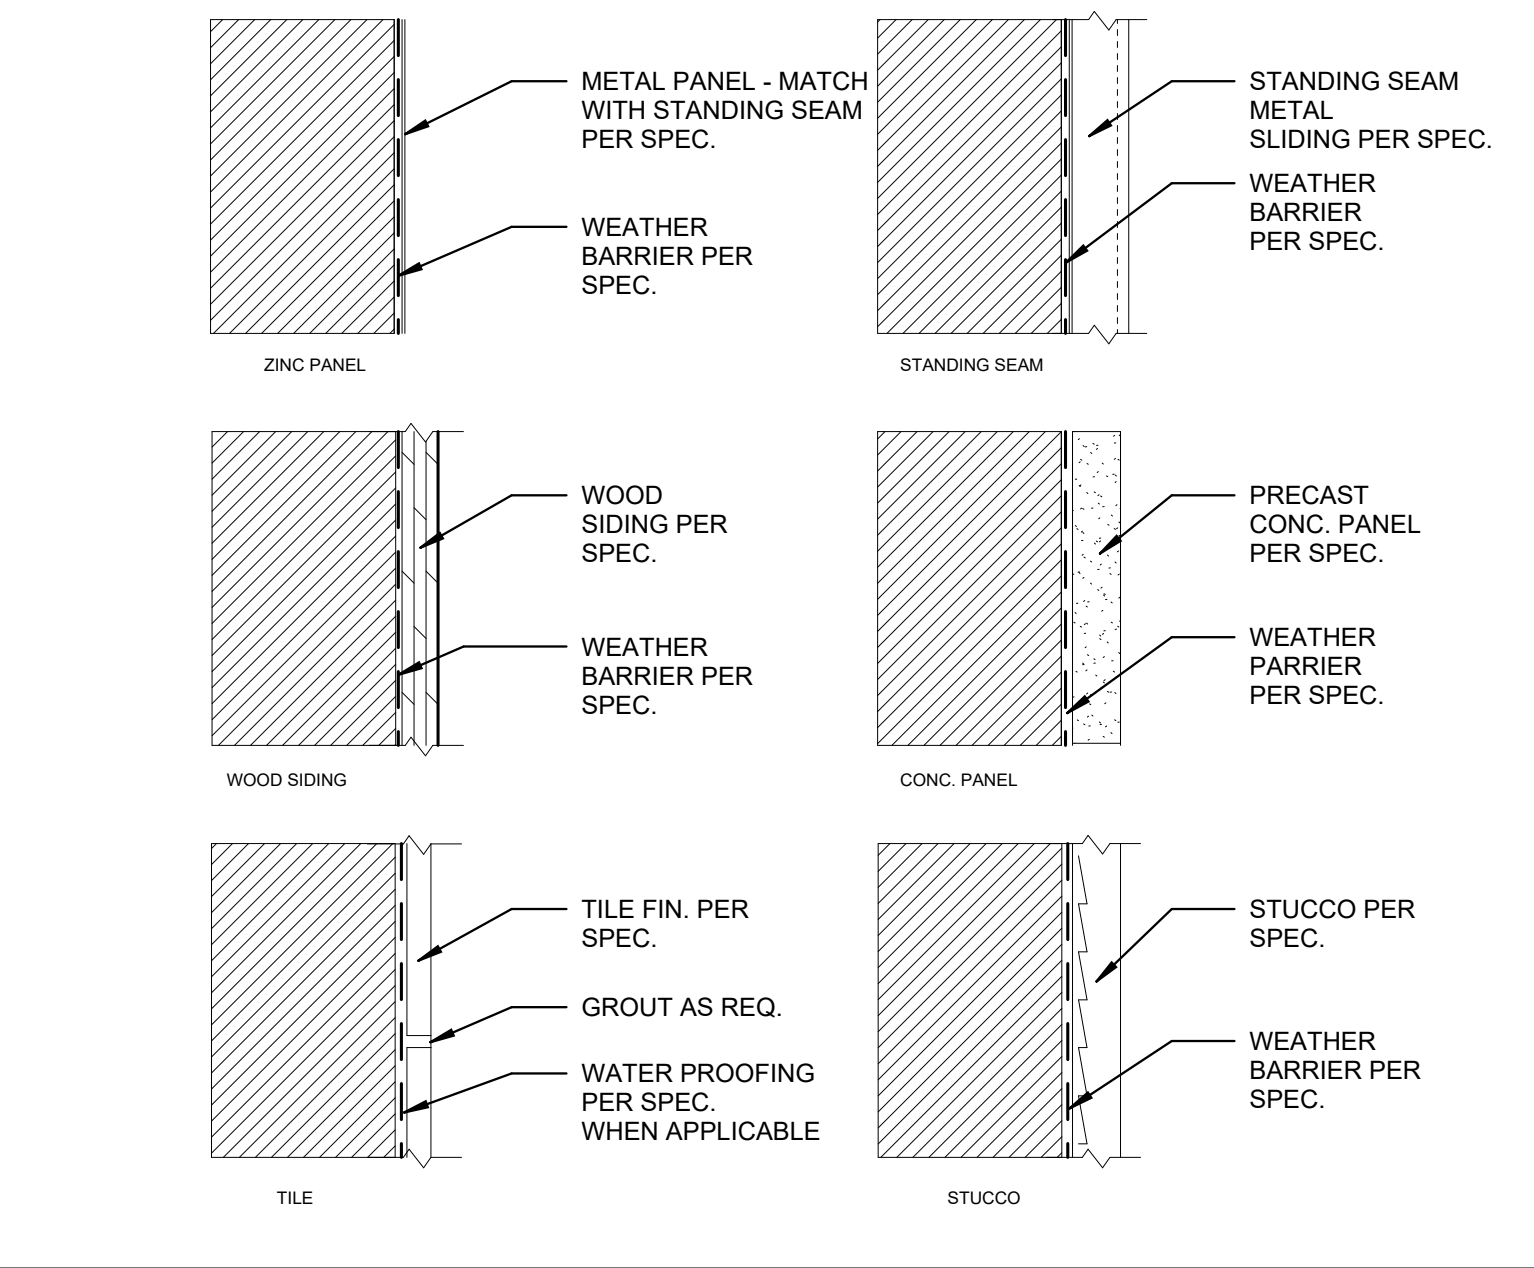 METAL PANEL - MATCH
WITH STANDING SEAM
PER SPEC.
WEATHER
BARRIER PER
SPEC.
ZINC PANEL
STANDING SEAM
METAL
SLIDING PER SPEC.
WEATHER
BARRIER
PER SPEC.
STANDING SEAM
WOOD
SIDING PER
SPEC.
WEATHER
BARRIER PER
SPEC.
WOOD SIDING
PRECAST
CONC. PANEL
PER SPEC.
WEATHER
PARRIER
PER SPEC.
CONC. PANEL
TILE FIN. PER
SPEC.
GROUT AS REQ.
WATER PROOFING
PER SPEC.
WHEN APPLICABLE
TILE
STUCCO PER
SPEC.
WEATHER
BARRIER PER
SPEC.
STUCCO